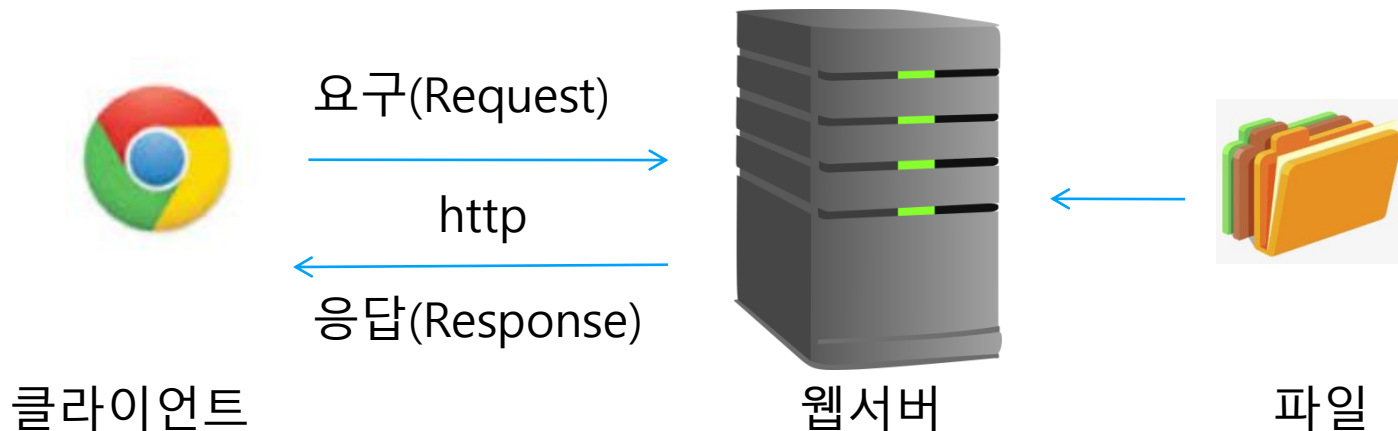 요구(Request)
http
응답(Response)
클라이언트
웹서버
파일